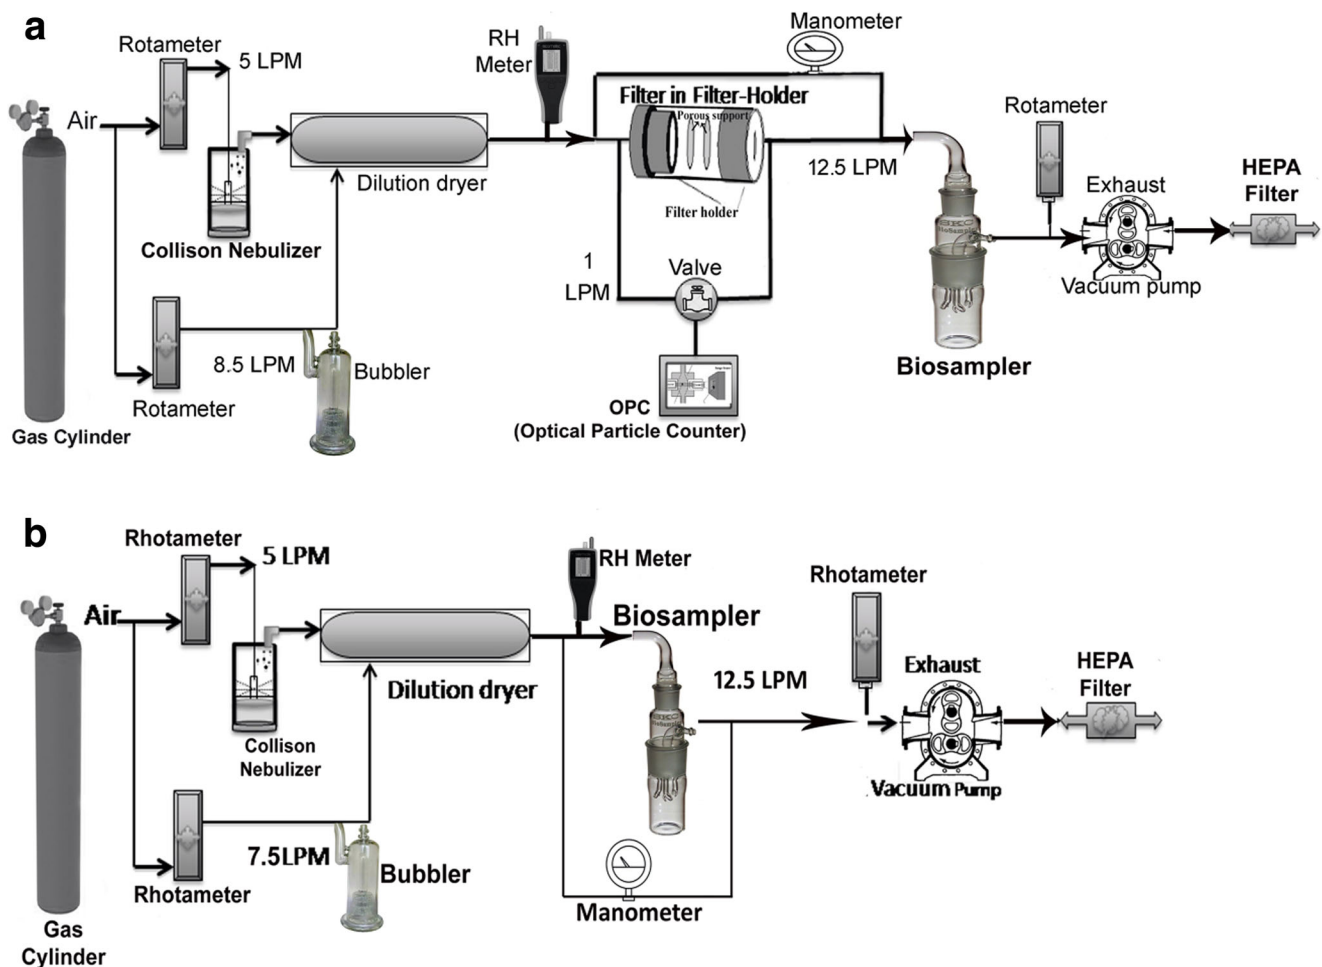 a
Rotameter
5 LPM
Air
RH
Meter
Manometer
Filter in Filter-Holder
Porous support
Filter holder
Dilution dryer
Collison Nebulizer
12.5 LPM
Rotameter
Exhaust
Vacuum pump
HEPA
Filter
1
LPM
Valve
8.5 LPM
Bubbler
Rotameter
Gas Cylinder
OPC
(Optical Particle Counter)
Biosampler
b
Rhotameter
5 LPM
Air
RH Meter
Biosampler
Rhotameter
Dilution dryer
12.5 LPM
Exhaust
HEPA
Filter
Collison
Nebulizer
Vacuum Pump
7.5LPM
Bubbler
Rhotameter
Manometer
Gas
Cylinder